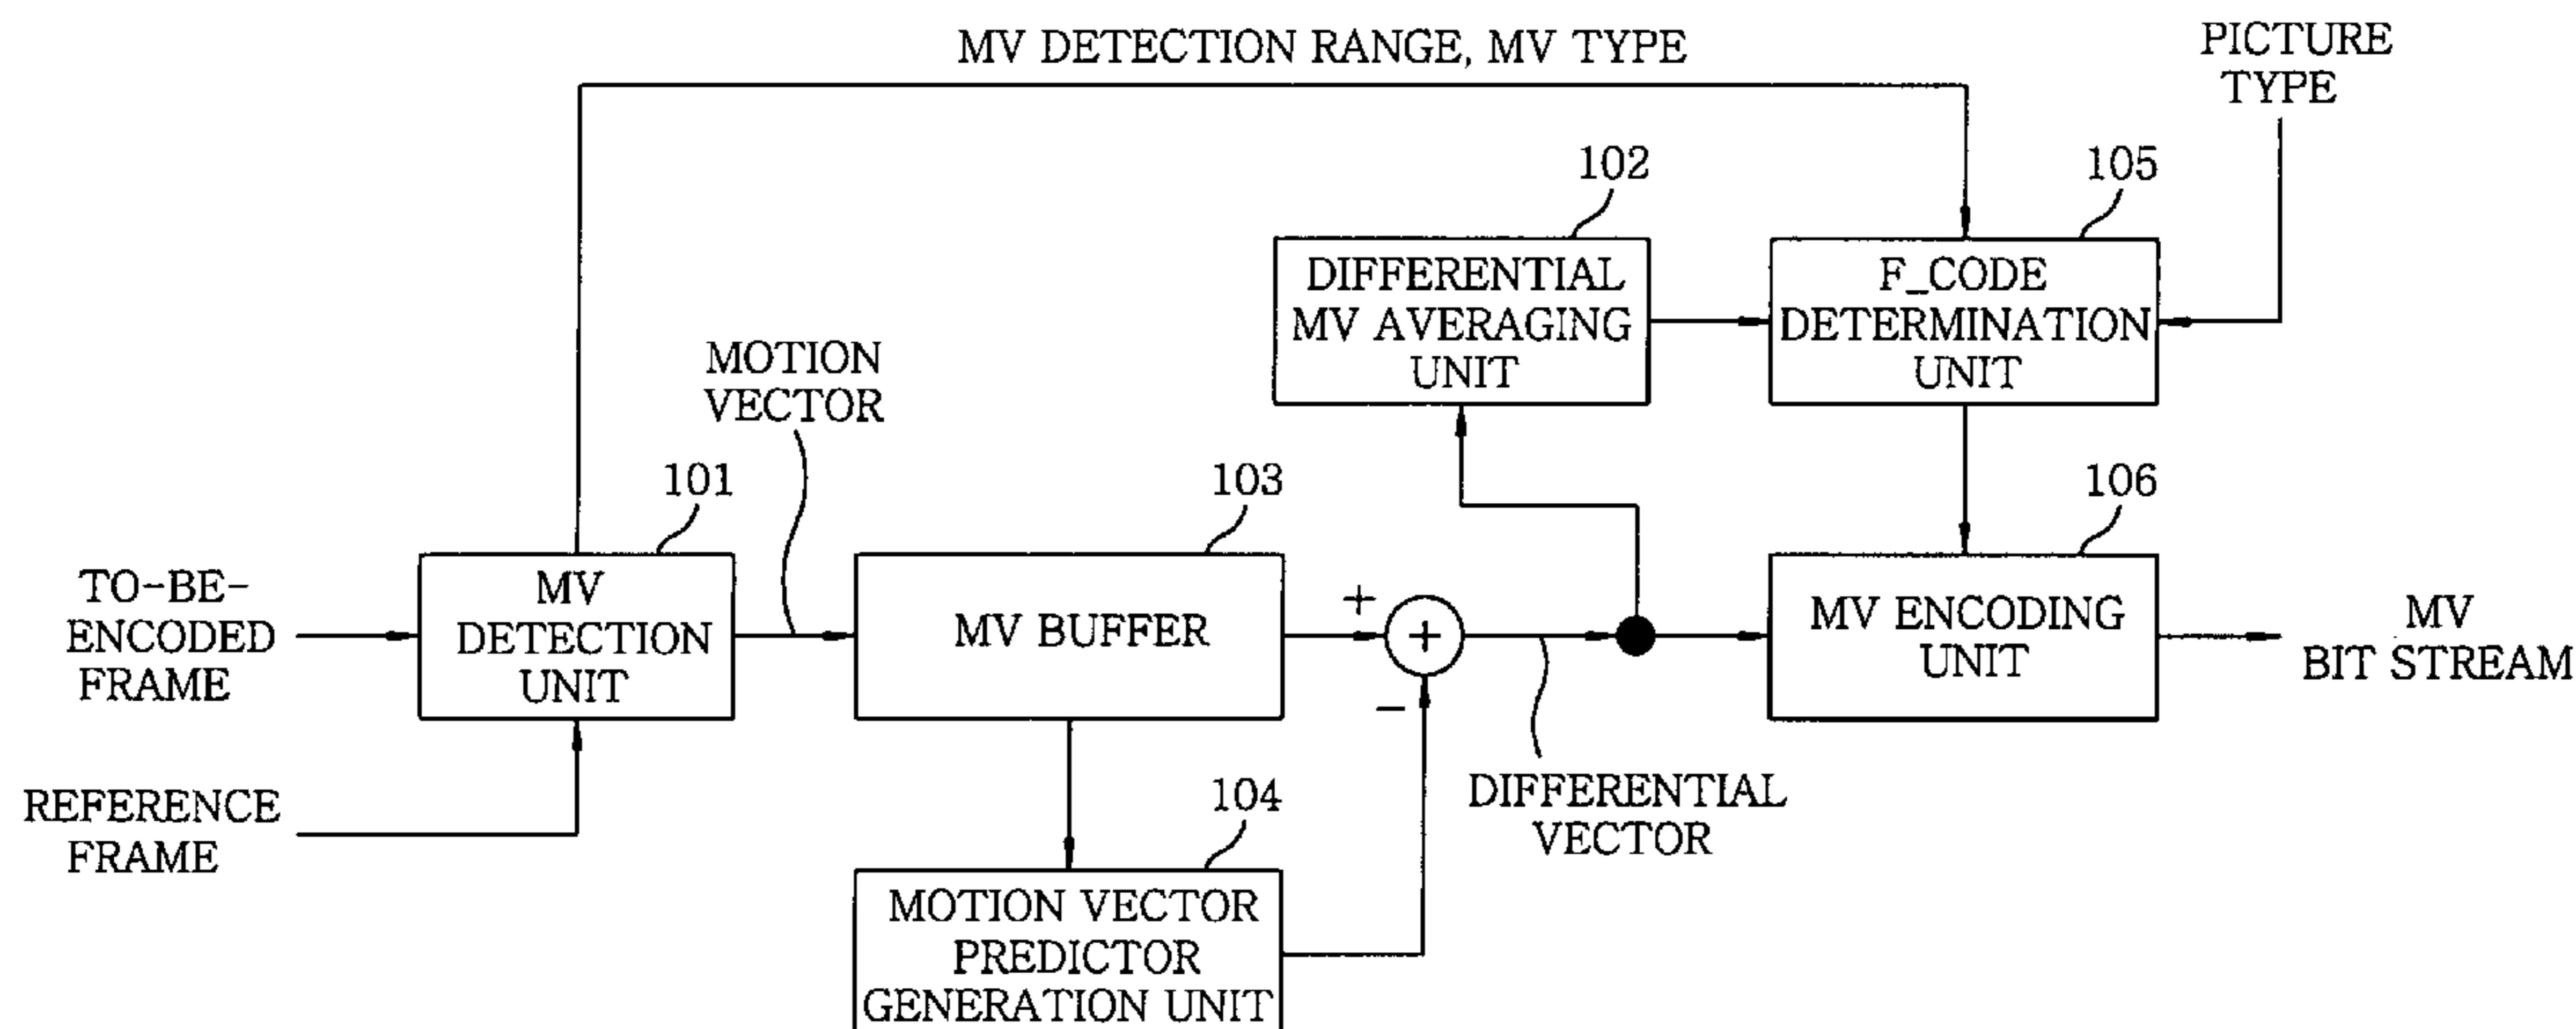 MV DETECTION RANGE, MV TYPE
PICTURE
TYPE
102
105
DIFFERENTIAL
MV AVERAGING
UNIT
F_CODE
DETERMINATION
UNIT
MOTION
VECTOR
101
103
106
TO-BE-
ENCODED
FRAME
MV
DETECTION
UNIT
MV BUFFER
+
+
−
MV ENCODING
UNIT
MV
BIT STREAM
REFERENCE
FRAME
104
DIFFERENTIAL
VECTOR
MOTION VECTOR
PREDICTOR
GENERATION UNIT